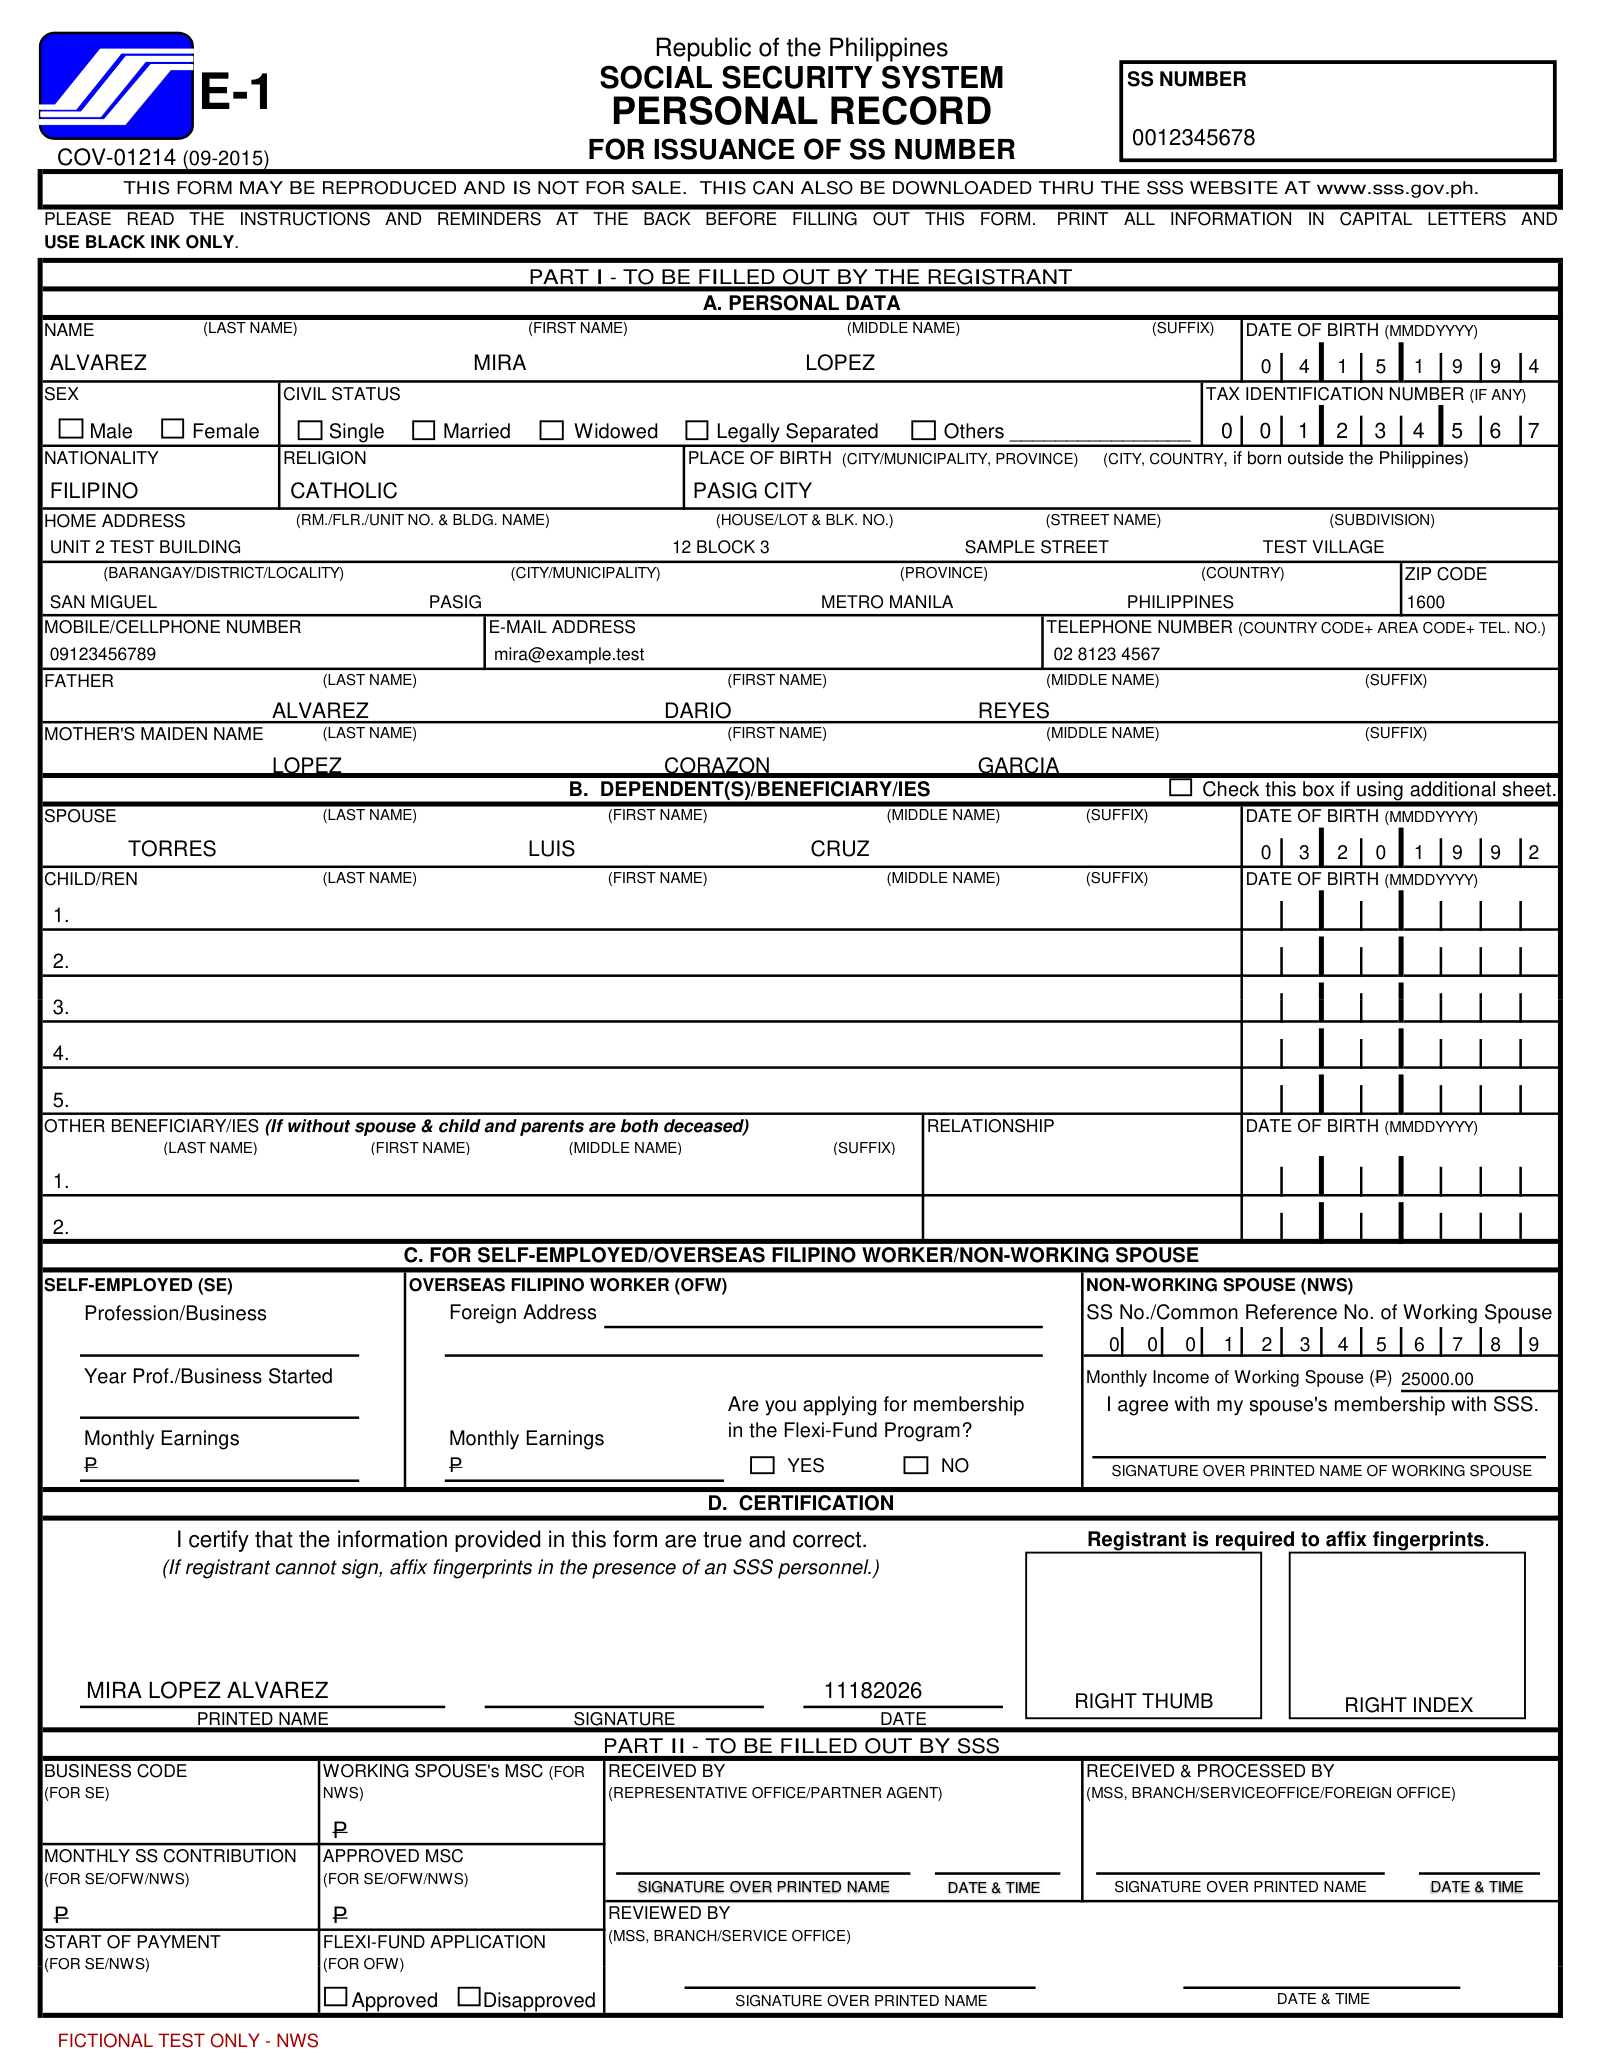 E-1
COV-01214 (09-2015)
Republic of the Philippines
SOCIAL SECURITY SYSTEM
PERSONAL RECORD
FOR ISSUANCE OF SS NUMBER
SS NUMBER
0012345678
THIS FORM MAY BE REPRODUCED AND IS NOT FOR SALE. THIS CAN ALSO BE DOWNLOADED THRU THE SSS WEBSITE AT www.sss.gov.ph.
PLEASE READ THE INSTRUCTIONS AND REMINDERS AT THE BACK BEFORE FILLING OUT THIS FORM. PRINT ALL INFORMATION IN CAPITAL LETTERS AND
USE BLACK INK ONLY.
PART I - TO BE FILLED OUT BY THE REGISTRANT
A. PERSONAL DATA
NAME (LAST NAME) (FIRST NAME) (MIDDLE NAME) (SUFFIX) DATE OF BIRTH (MMDDYYYY)
ALVAREZ MIRA LOPEZ 0 4 1 5 1 9 9 4
SEX CIVIL STATUS TAX IDENTIFICATION NUMBER (IF ANY)
Male Female Single Married Widowed Legally Separated Others ________________ 0 0 1 2 3 4 5 6 7
NATIONALITY RELIGION PLACE OF BIRTH (CITY/MUNICIPALITY, PROVINCE) (CITY, COUNTRY, if born outside the Philippines)
FILIPINO CATHOLIC PASIG CITY
HOME ADDRESS (RM./FLR./UNIT NO. & BLDG. NAME) (HOUSE/LOT & BLK. NO.) (STREET NAME) (SUBDIVISION)
UNIT 2 TEST BUILDING 12 BLOCK 3 SAMPLE STREET TEST VILLAGE
(BARANGAY/DISTRICT/LOCALITY) (CITY/MUNICIPALITY) (PROVINCE) (COUNTRY) ZIP CODE
SAN MIGUEL PASIG METRO MANILA PHILIPPINES 1600
MOBILE/CELLPHONE NUMBER E-MAIL ADDRESS TELEPHONE NUMBER (COUNTRY CODE+ AREA CODE+ TEL. NO.)
09123456789 mira@example.test 02 8123 4567
FATHER (LAST NAME) (FIRST NAME) (MIDDLE NAME) (SUFFIX)
ALVAREZ DARIO REYES
MOTHER'S MAIDEN NAME (LAST NAME) (FIRST NAME) (MIDDLE NAME) (SUFFIX)
LOPEZ CORAZON GARCIA
B. DEPENDENT(S)/BENEFICIARY/IES Check this box if using additional sheet.
SPOUSE (LAST NAME) (FIRST NAME) (MIDDLE NAME) (SUFFIX) DATE OF BIRTH (MMDDYYYY)
TORRES LUIS CRUZ 0 3 2 0 1 9 9 2
CHILD/REN (LAST NAME) (FIRST NAME) (MIDDLE NAME) (SUFFIX) DATE OF BIRTH (MMDDYYYY)
1.
2.
3.
4.
5.
OTHER BENEFICIARY/IES (If without spouse & child and parents are both deceased) RELATIONSHIP DATE OF BIRTH (MMDDYYYY)
(LAST NAME) (FIRST NAME) (MIDDLE NAME) (SUFFIX)
1.
2.
C. FOR SELF-EMPLOYED/OVERSEAS FILIPINO WORKER/NON-WORKING SPOUSE
SELF-EMPLOYED (SE)
Profession/Business
Year Prof./Business Started
Monthly Earnings
₱
OVERSEAS FILIPINO WORKER (OFW)
Foreign Address
Monthly Earnings
₱
Are you applying for membership
in the Flexi-Fund Program?
YES NO
NON-WORKING SPOUSE (NWS)
SS No./Common Reference No. of Working Spouse
0 0 0 1 2 3 4 5 6 7 8 9
Monthly Income of Working Spouse (₱) 25000.00
I agree with my spouse's membership with SSS.
SIGNATURE OVER PRINTED NAME OF WORKING SPOUSE
D. CERTIFICATION
I certify that the information provided in this form are true and correct.
(If registrant cannot sign, affix fingerprints in the presence of an SSS personnel.)
MIRA LOPEZ ALVAREZ 11182026
PRINTED NAME SIGNATURE DATE
Registrant is required to affix fingerprints.
RIGHT THUMB RIGHT INDEX
PART II - TO BE FILLED OUT BY SSS
BUSINESS CODE
(FOR SE)
WORKING SPOUSE's MSC (FOR
NWS)
₱
MONTHLY SS CONTRIBUTION
(FOR SE/OFW/NWS)
₱
APPROVED MSC
(FOR SE/OFW/NWS)
₱
START OF PAYMENT
(FOR SE/NWS)
FLEXI-FUND APPLICATION
(FOR OFW)
Approved Disapproved
RECEIVED BY
(REPRESENTATIVE OFFICE/PARTNER AGENT)
SIGNATURE OVER PRINTED NAME DATE & TIME
RECEIVED & PROCESSED BY
(MSS, BRANCH/SERVICEOFFICE/FOREIGN OFFICE)
SIGNATURE OVER PRINTED NAME DATE & TIME
REVIEWED BY
(MSS, BRANCH/SERVICE OFFICE)
SIGNATURE OVER PRINTED NAME DATE & TIME
FICTIONAL TEST ONLY - NWS